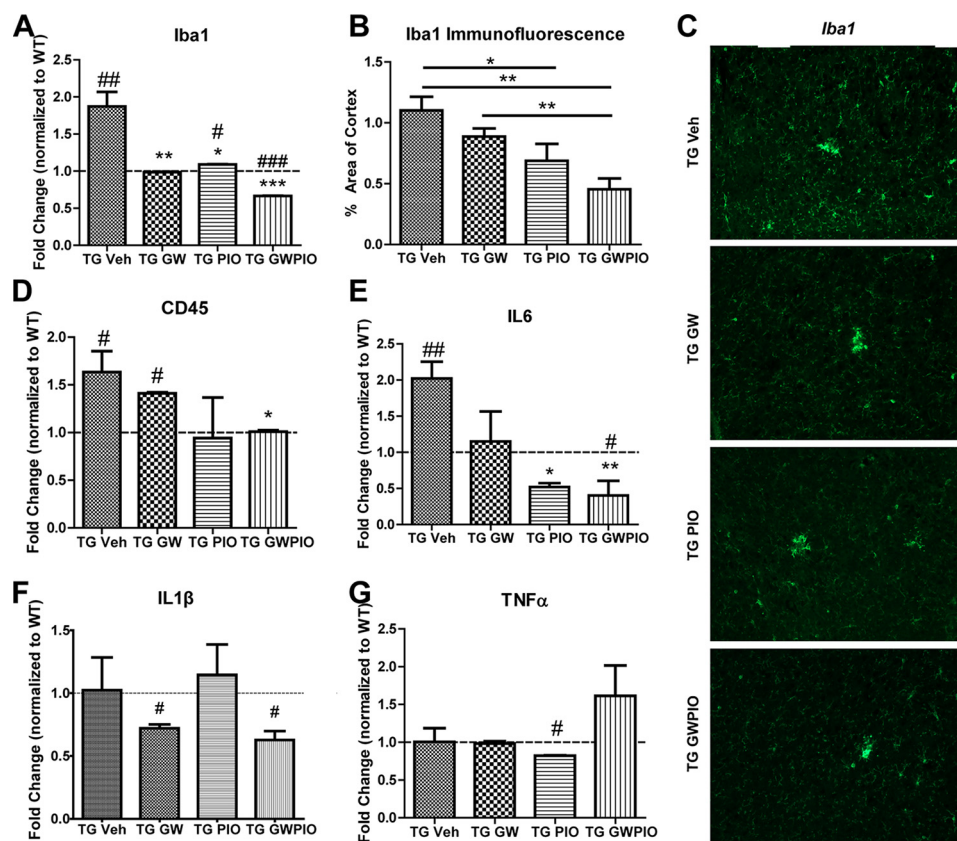 A
Iba1
Fold Change (normalized to WT)
2.5
2.0
1.5
1.0
0.5
0.0
##
**
#
*
###
***
TG Veh TG GW TG PIO TG GWPIO
B
Iba1 Immunofluorescence
% Area of Cortex
1.5
1.0
0.5
0.0
*
**
**
TG Veh TG GW TG PIO TG GWPIO
C
Iba1
TG Veh
TG GW
TG PIO
TG GWPIO
D
CD45
Fold Change (normalized to WT)
2.0
1.5
1.0
0.5
0.0
#
#
*
TG Veh TG GW TG PIO TG GWPIO
E
IL6
Fold Change (normalized to WT)
2.5
2.0
1.5
1.0
0.5
0.0
##
*
#
**
TG Veh TG GW TG PIO TG GWPIO
F
IL1β
Fold Change (normalized to WT)
1.5
1.0
0.5
0.0
#
#
TG Veh TG GW TG PIO TG GWPIO
G
TNFα
Fold Change (normalized to WT)
2.5
2.0
1.5
1.0
0.5
0.0
#
TG Veh TG GW TG PIO TG GWPIO